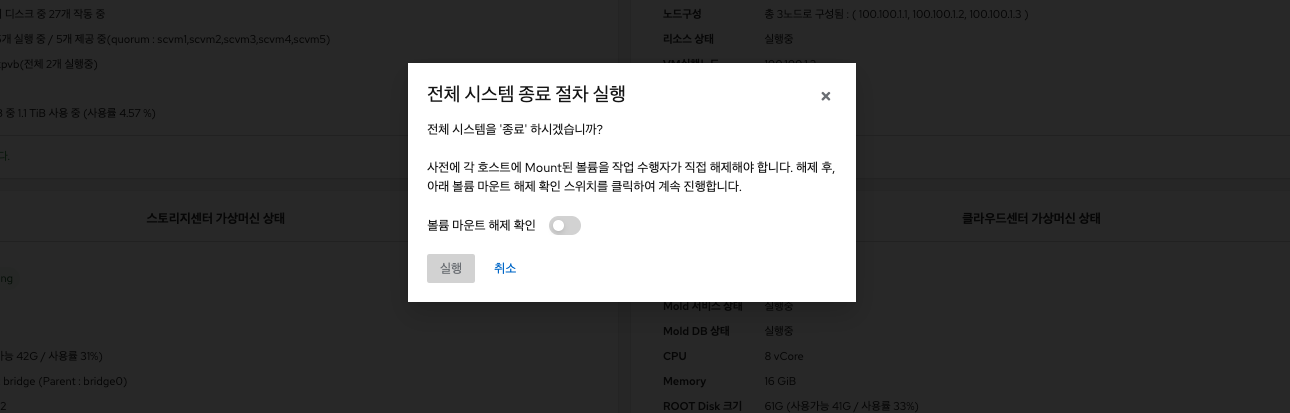 디스크 중 27개 작동 중
개 실행 중 / 5개 제공 중(quorum : scvm1,scvm2,scvm3,scvm4,scvm5)
pvb(전체 2개 실행중)
중 1.1 TiB 사용 중 (사용률 4.57 %)
노드구성 총 3노드로 구성됨 : ( 100.100.1.1, 100.100.1.2, 100.100.1.3 )
리소스 상태 실행중
전체 시스템 종료 절차 실행
전체 시스템을 '종료' 하시겠습니까?
사전에 각 호스트에 Mount된 볼륨을 작업 수행자가 직접 해제해야 합니다. 해제 후,
아래 볼륨 마운트 해제 확인 스위치를 클릭하여 계속 진행합니다.
볼륨 마운트 해제 확인
실행 취소
스토리지센터 가상머신 상태
클라우드센터 가상머신 상태
42G / 사용률 31%)
bridge (Parent : bridge0)
Mold 서비스 상태 실행중
Mold DB 상태 실행중
CPU 8 vCore
Memory 16 GiB
ROOT Disk 크기 61G (사용가능 41G / 사용률 33%)